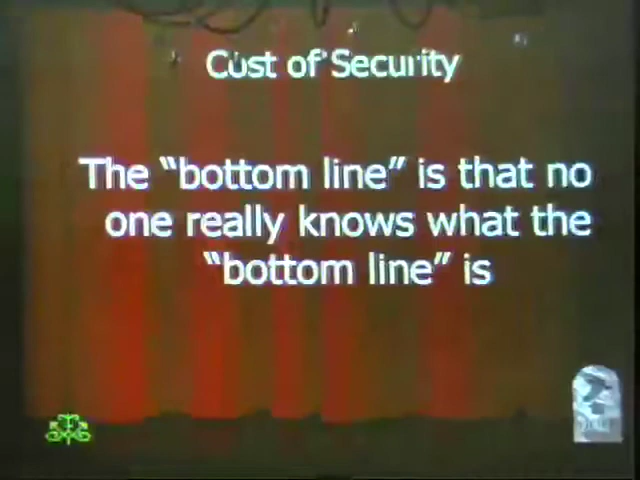 Cost of Security
The “bottom line” is that no
one really knows what the
“bottom line” is